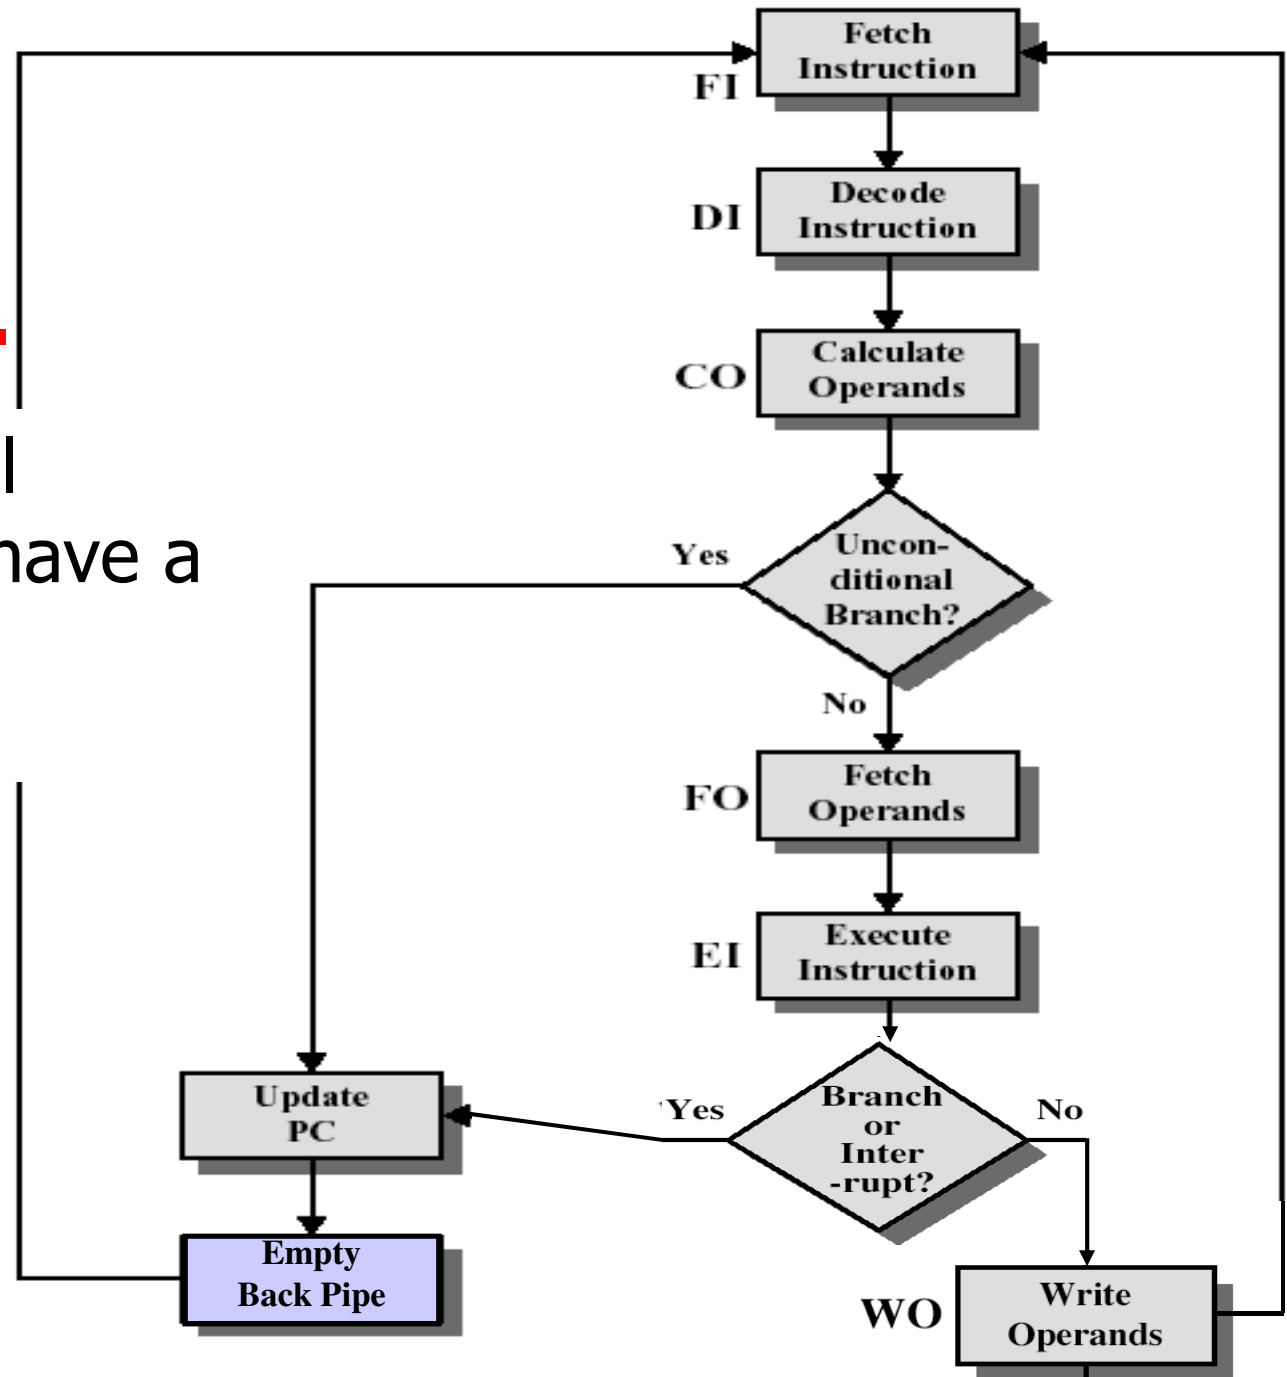 Fetch
Instruction
FI
Decode
Instruction
DI
Calculate
Operands
CO
have a
Yes
Uncon-
ditional
Branch?
No
Fetch
Operands
FO
Execute
Instruction
EI
Update
PC
Yes
Branch
or
Inter
-rupt?
No
Empty
Back Pipe
WO
Write
Operands